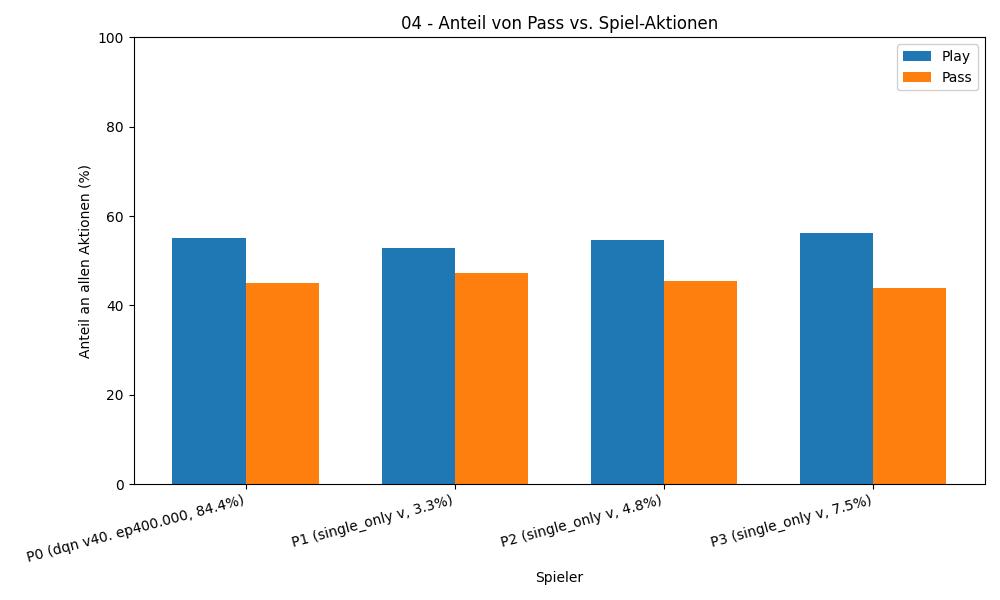 04 - Anteil von Pass vs. Spiel-Aktionen
Play
Pass
Anteil an allen Aktionen (%)
100
80
60
40
20
0
P0 (dqn v40. ep400.000, 84.4%)
P1 (single_only v, 3.3%)
P2 (single_only v, 4.8%)
P3 (single_only v, 7.5%)
Spieler